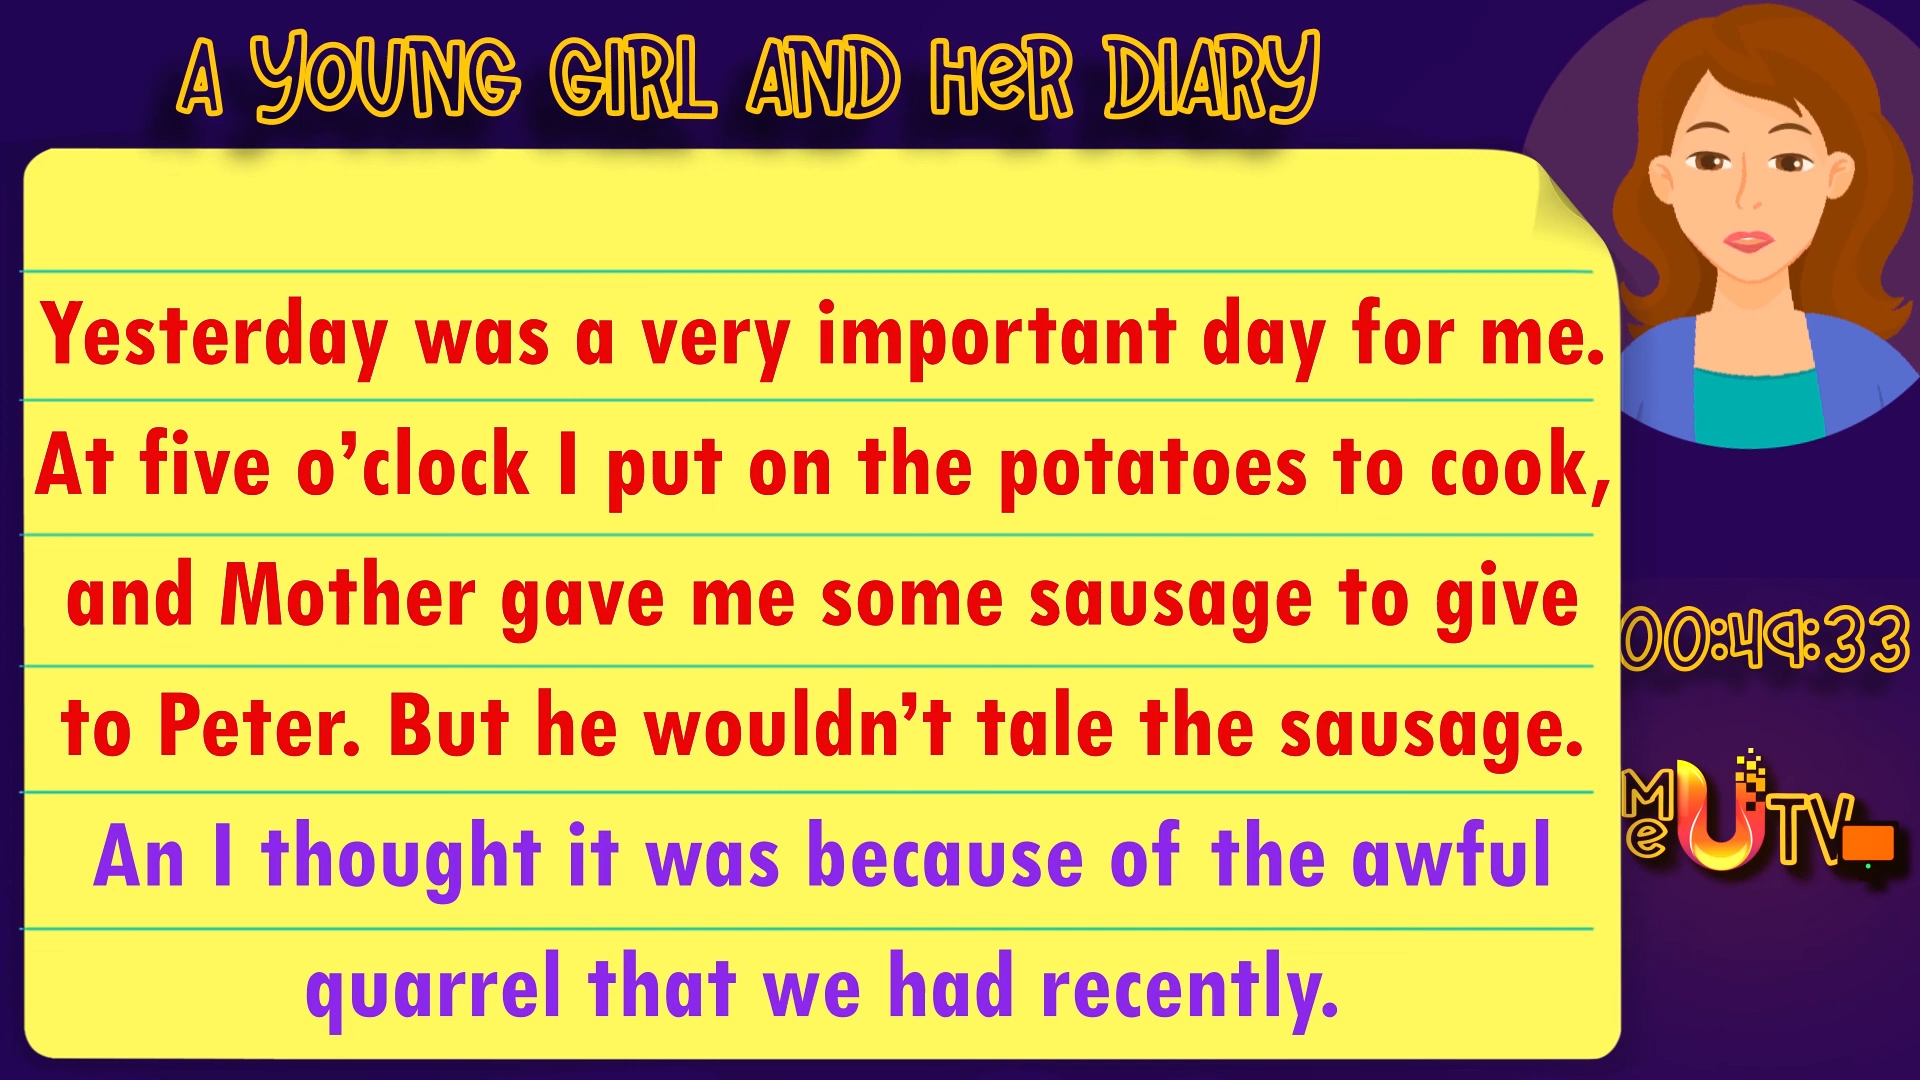 A YOUNG GIRL AND HeR DIARY
Yesterday was a very important day for me.
At five o’clock I put on the potatoes to cook,
and Mother gave me some sausage to give
to Peter. But he wouldn’t tale the sausage.
An I thought it was because of the awful
quarrel that we had recently.
00:49:33
Me U TV